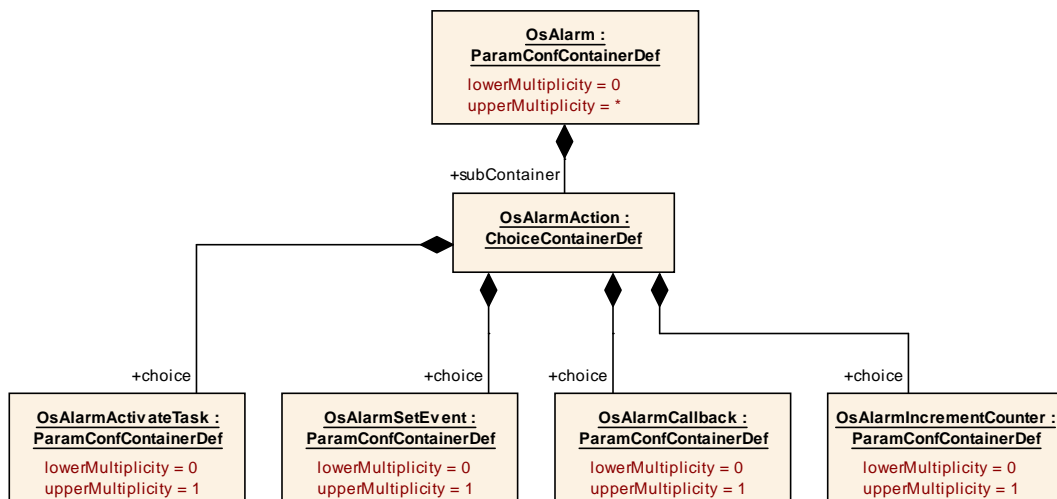 OsAlarm :
ParamConfContainerDef
lowerMultiplicity = 0
upperMultiplicity = *
+subContainer
OsAlarmAction :
ChoiceContainerDef
+choice
+choice
+choice
+choice
OsAlarmActivateTask :
ParamConfContainerDef
lowerMultiplicity = 0
upperMultiplicity = 1
OsAlarmSetEvent :
ParamConfContainerDef
lowerMultiplicity = 0
upperMultiplicity = 1
OsAlarmCallback :
ParamConfContainerDef
lowerMultiplicity = 0
upperMultiplicity = 1
OsAlarmIncrementCounter :
ParamConfContainerDef
lowerMultiplicity = 0
upperMultiplicity = 1